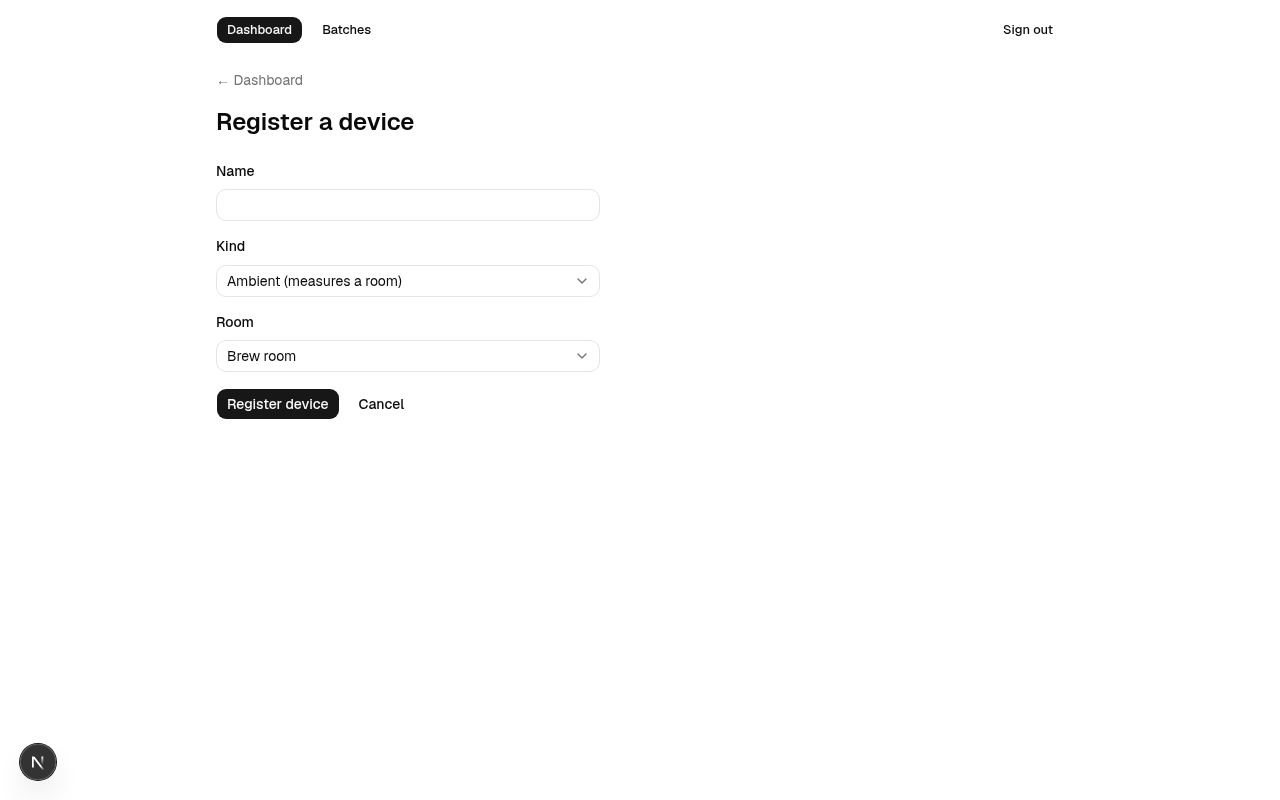 Dashboard Batches Sign out
← Dashboard
Register a device
Name
Kind
Ambient (measures a room)
Room
Brew room
Register device Cancel
N